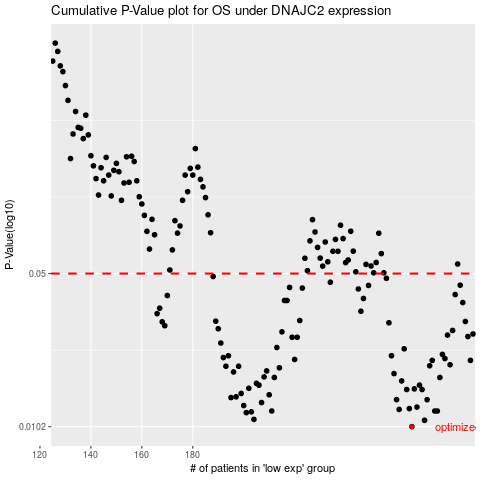 Cumulative P-Value plot for OS under DNAJC2 expression
P-Value(log10)
0.05
0.0102
optimize
120 140 160 180
# of patients in 'low exp' group